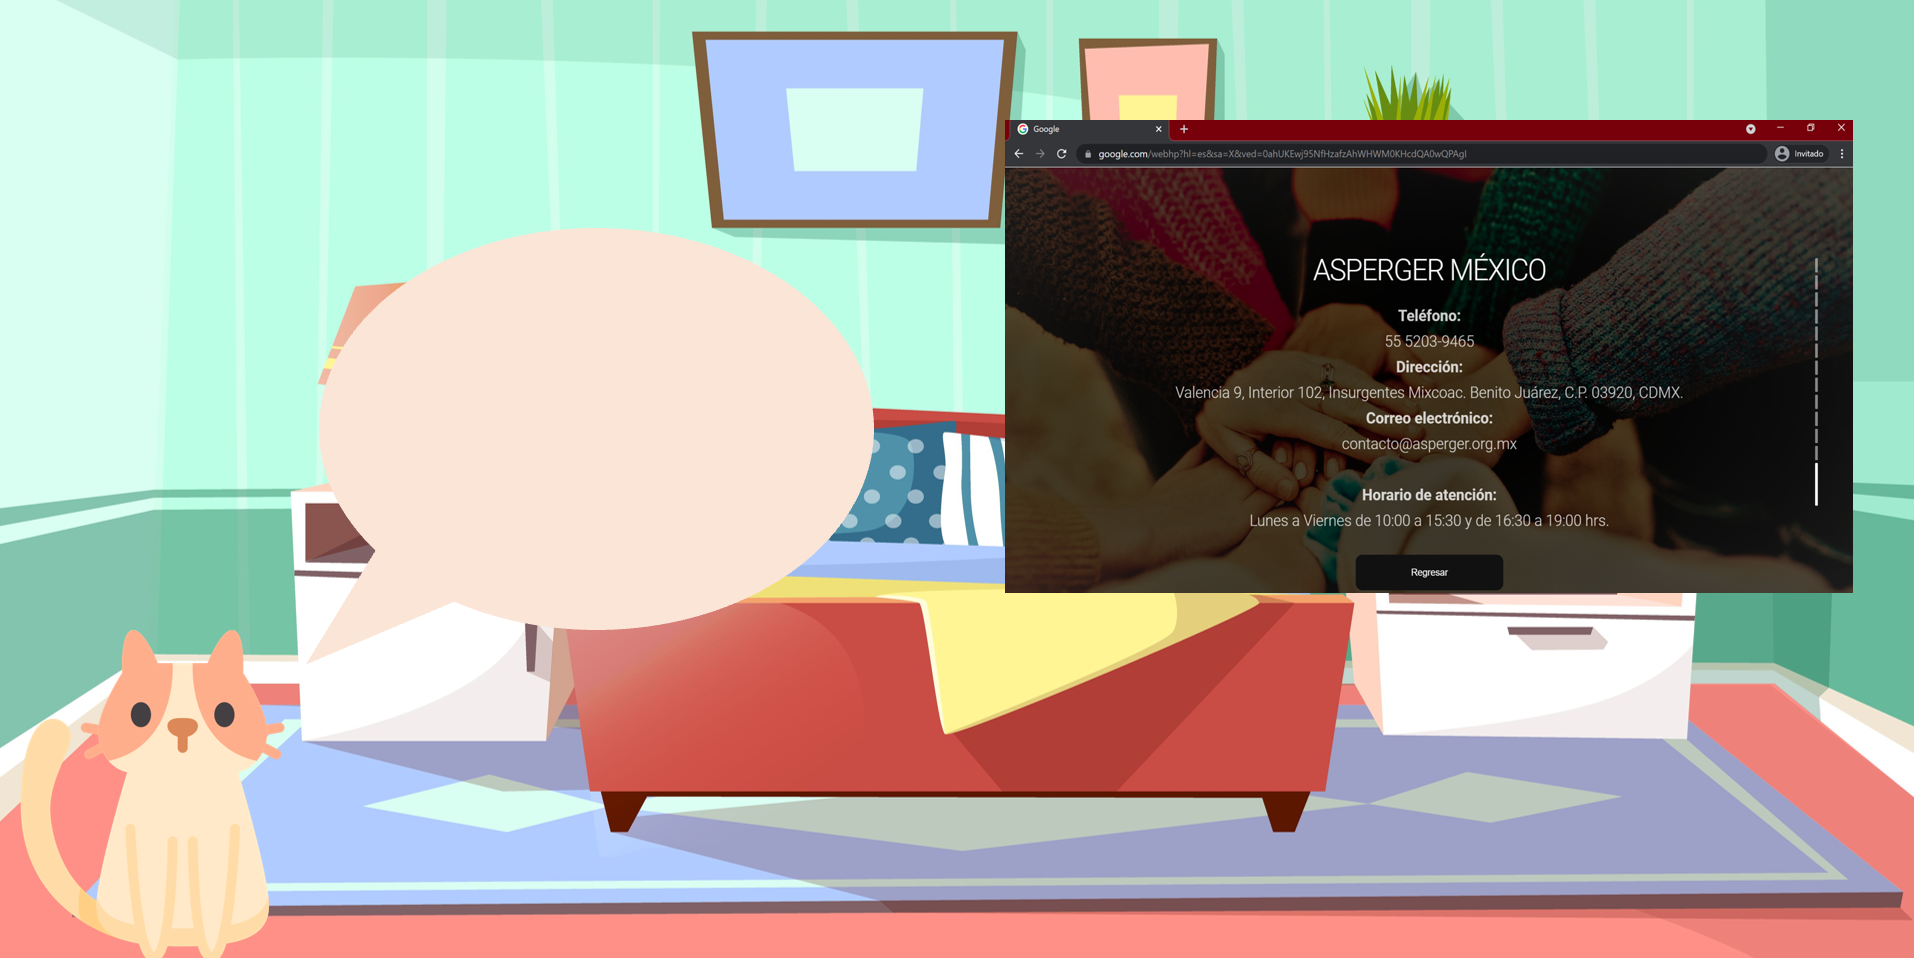 Google
google.com/webhp?hl=es&sa=X&ved=0ahUKEwj95NfHzafzAhWHWM0KHcdQA0wQPAgI
Invitado
ASPERGER MÉXICO
Teléfono:
55 5203-9465
Dirección:
Valencia 9, Interior 102, Insurgentes Mixcoac. Benito Juárez, C.P. 03920, CDMX.
Correo electrónico:
contacto@asperger.org.mx
Horario de atención:
Lunes a Viernes de 10:00 a 15:30 y de 16:30 a 19:00 hrs.
Regresar